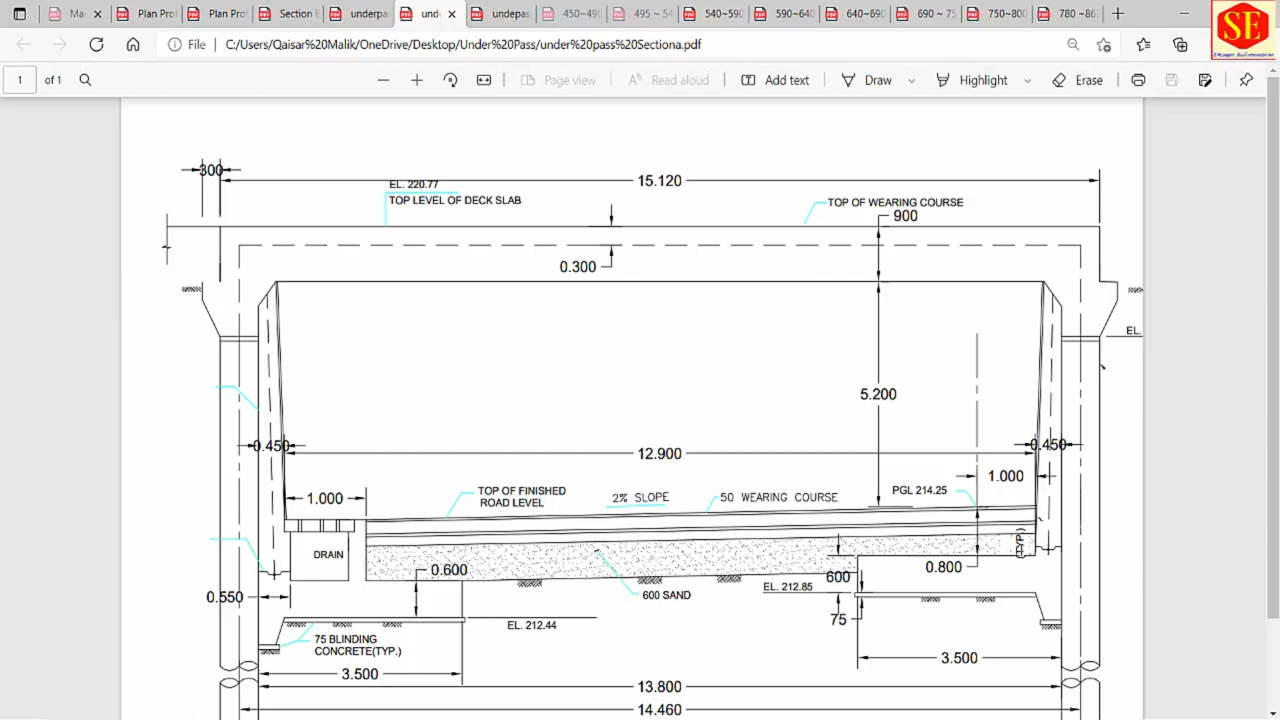 Mai
Plan Prof
Plan Prof
Section B
underpa
und
undepas
450~490
495 ~ 54
540~590
590~640
640~690
690 ~ 75
750~800
780 ~ 86
SE
File
C:/Users/Qaisar%20Malik/OneDrive/Desktop/Under%20Pass/under%20pass%20Sectiona.pdf
1
of 1
Page view
Read aloud
Add text
Draw
Highlight
Erase
300
15.120
EL. 220.77
TOP LEVEL OF DECK SLAB
TOP OF WEARING COURSE
900
0.300
EL.
5.200
0.450
12.900
0.450
1.000
1.000
TOP OF FINISHED
ROAD LEVEL
2% SLOPE
50 WEARING COURSE
PGL 214.25
DRAIN
(TYP.)
0.600
0.800
600
EL. 212.85
0.550
600 SAND
75
EL. 212.44
75 BLINDING
CONCRETE(TYP.)
3.500
3.500
13.800
14.460